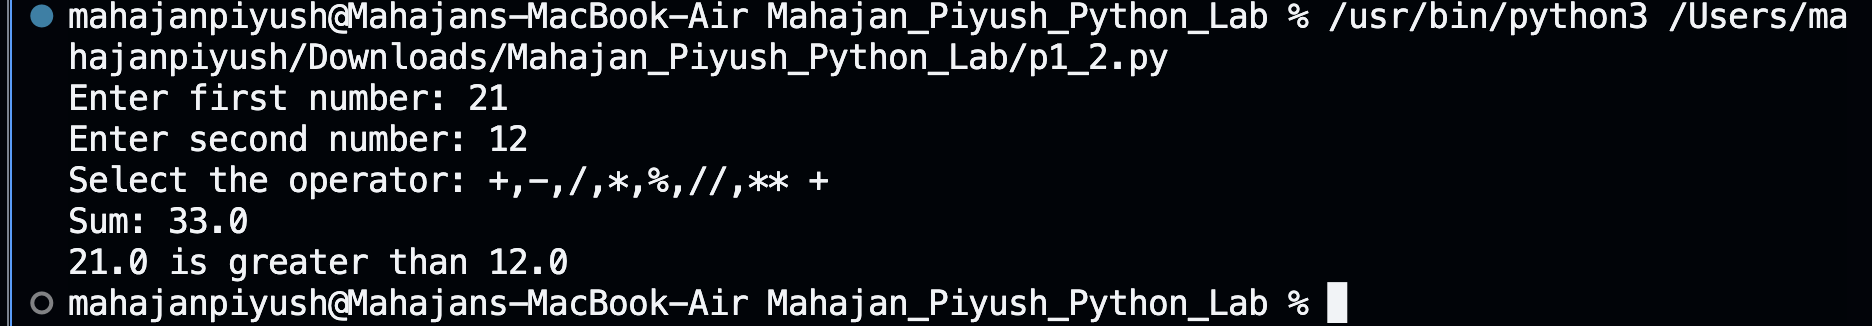 mahajanpiyush@Mahajans-MacBook-Air Mahajan_Piyush_Python_Lab % /usr/bin/python3 /Users/ma
hajanpiyush/Downloads/Mahajan_Piyush_Python_Lab/p1_2.py
Enter first number: 21
Enter second number: 12
Select the operator: +,-,/,*,%,//,** +
Sum: 33.0
21.0 is greater than 12.0
mahajanpiyush@Mahajans-MacBook-Air Mahajan_Piyush_Python_Lab %